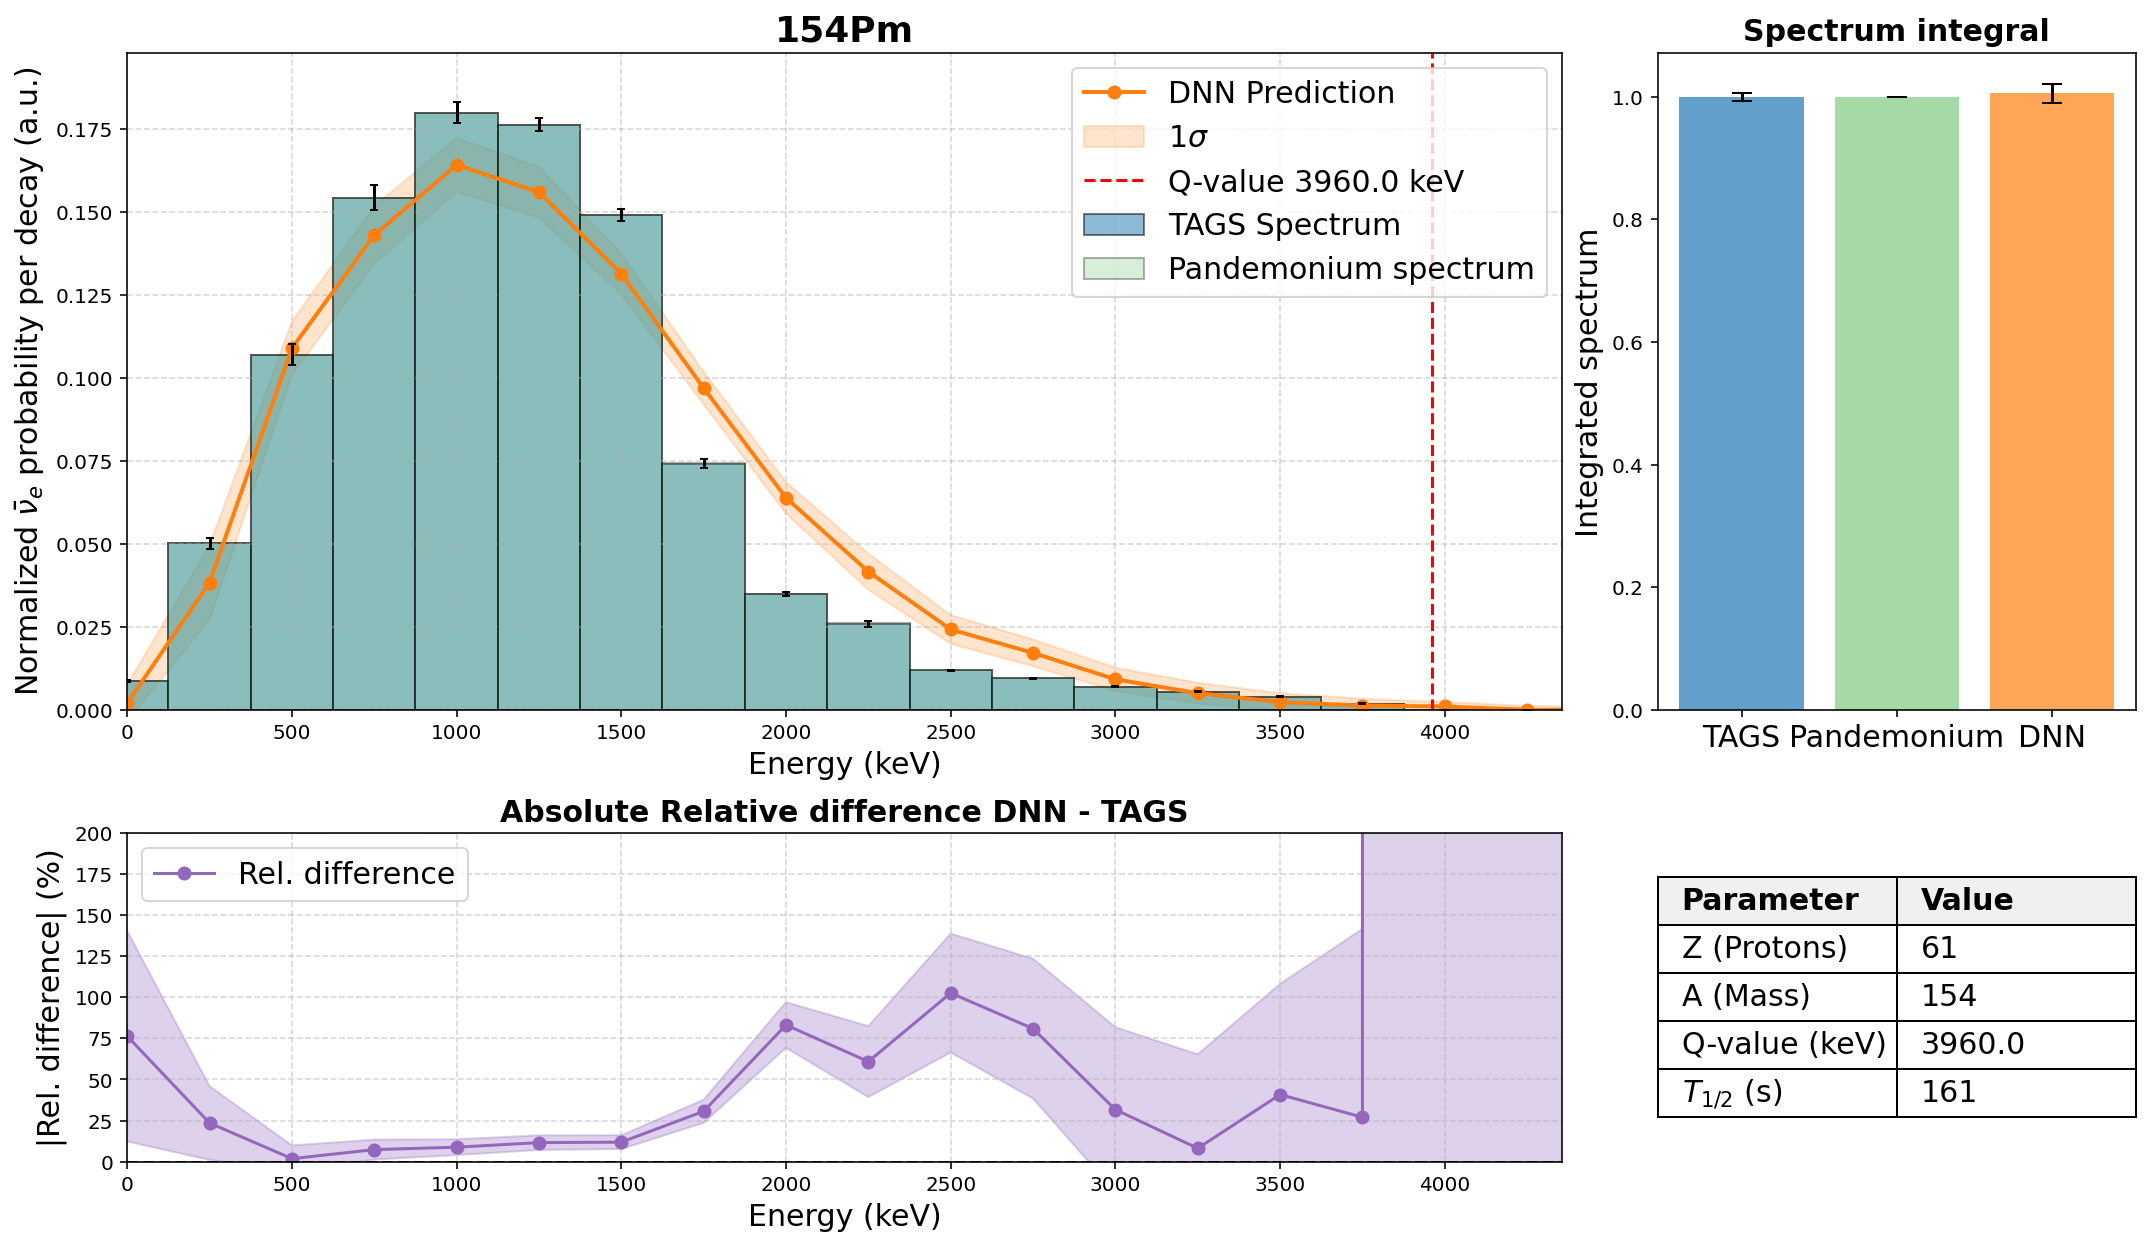 154Pm
Normalized ν̄ₑ probability per decay (a.u.)
0.175
0.150
0.125
0.100
0.075
0.050
0.025
0.000
0 500 1000 1500 2000 2500 3000 3500 4000
Energy (keV)
DNN Prediction
1σ
Q-value 3960.0 keV
TAGS Spectrum
Pandemonium spectrum
Spectrum integral
Integrated spectrum
1.0
0.8
0.6
0.4
0.2
0.0
TAGS Pandemonium DNN
Absolute Relative difference DNN - TAGS
|Rel. difference| (%)
200
175
150
125
100
75
50
25
0
Rel. difference
0 500 1000 1500 2000 2500 3000 3500 4000
Energy (keV)
Parameter Value
Z (Protons) 61
A (Mass) 154
Q-value (keV) 3960.0
T₁/₂ (s) 161